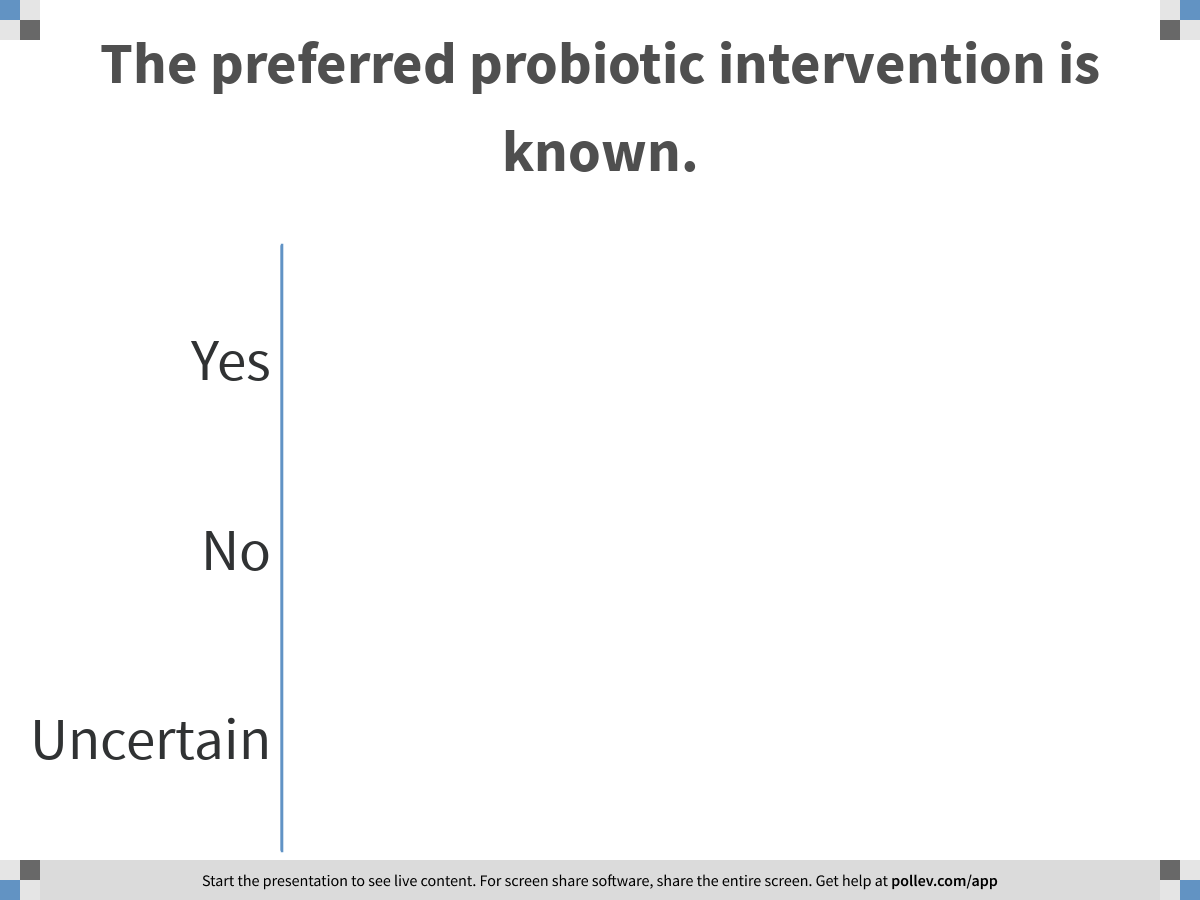 The preferred probiotic intervention is
known.
Yes
No
Uncertain
Start the presentation to see live content. For screen share software, share the entire screen. Get help at pollev.com/app